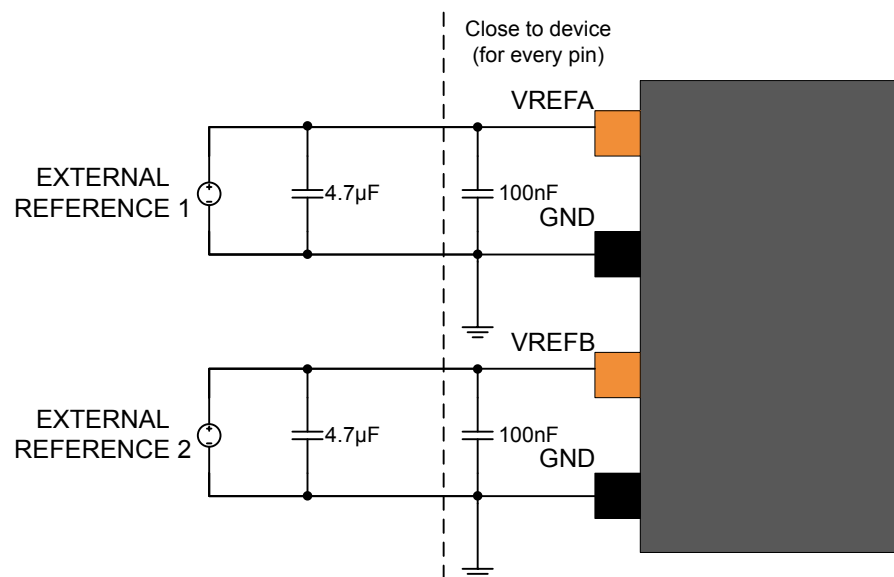 Close to device
(for every pin)
VREFA
EXTERNAL
REFERENCE 1
4.7µF
100nF
GND
VREFB
EXTERNAL
REFERENCE 2
4.7µF
100nF
GND